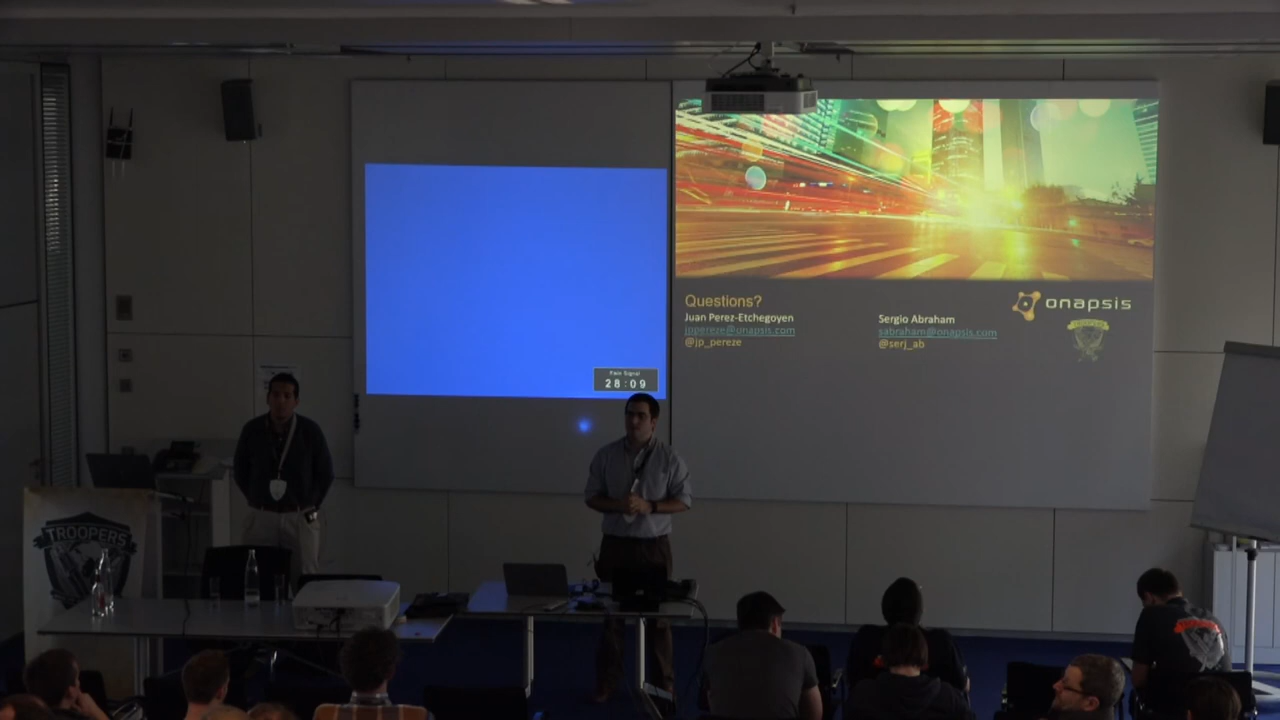 Questions?
Juan Perez-Etchegoyen
jppereze@onapsis.com
@jp_pereze
Sergio Abraham
sabraham@onapsis.com
@serj_ab
onapsis
28:09
TROOPERS